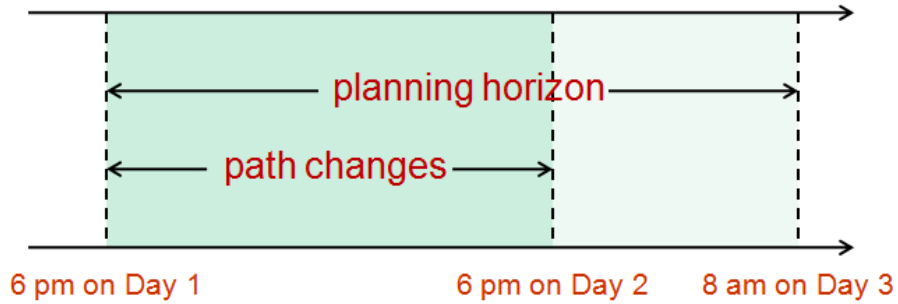 planning horizon
path changes
6 pm on Day 1
6 pm on Day 2
8 am on Day 3